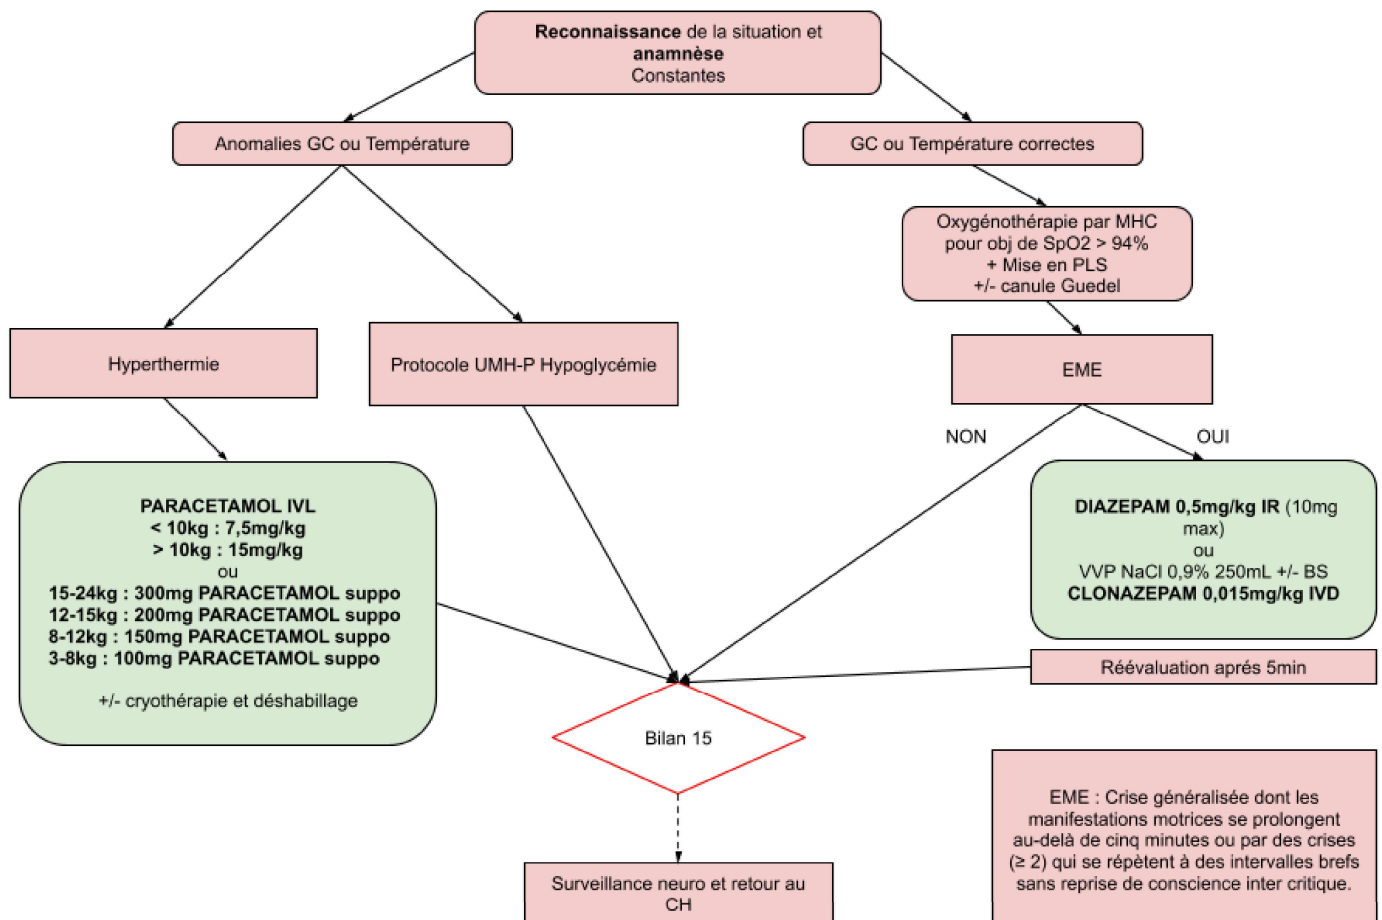 Reconnaissance de la situation et
anamnèse
Constantes
Anomalies GC ou Température
GC ou Température correctes
Oxygénothérapie par MHC
pour obj de SpO2 > 94%
+ Mise en PLS
+/- canule Guedel
Hyperthermie
Protocole UMH-P Hypoglycémie
EME
NON
OUI
PARACETAMOL IVL
< 10kg : 7,5mg/kg
> 10kg : 15mg/kg
ou
15-24kg : 300mg PARACETAMOL suppo
12-15kg : 200mg PARACETAMOL suppo
8-12kg : 150mg PARACETAMOL suppo
3-8kg : 100mg PARACETAMOL suppo
+/- cryothérapie et déshabillage
DIAZEPAM 0,5mg/kg IR (10mg
max)
ou
VVP NaCl 0,9% 250mL +/- BS
CLONAZEPAM 0,015mg/kg IVD
Réévaluation aprés 5min
Bilan 15
EME : Crise généralisée dont les
manifestations motrices se prolongent
au-delà de cinq minutes ou par des crises
(≥ 2) qui se répètent à des intervalles brefs
sans reprise de conscience inter critique.
Surveillance neuro et retour au
CH